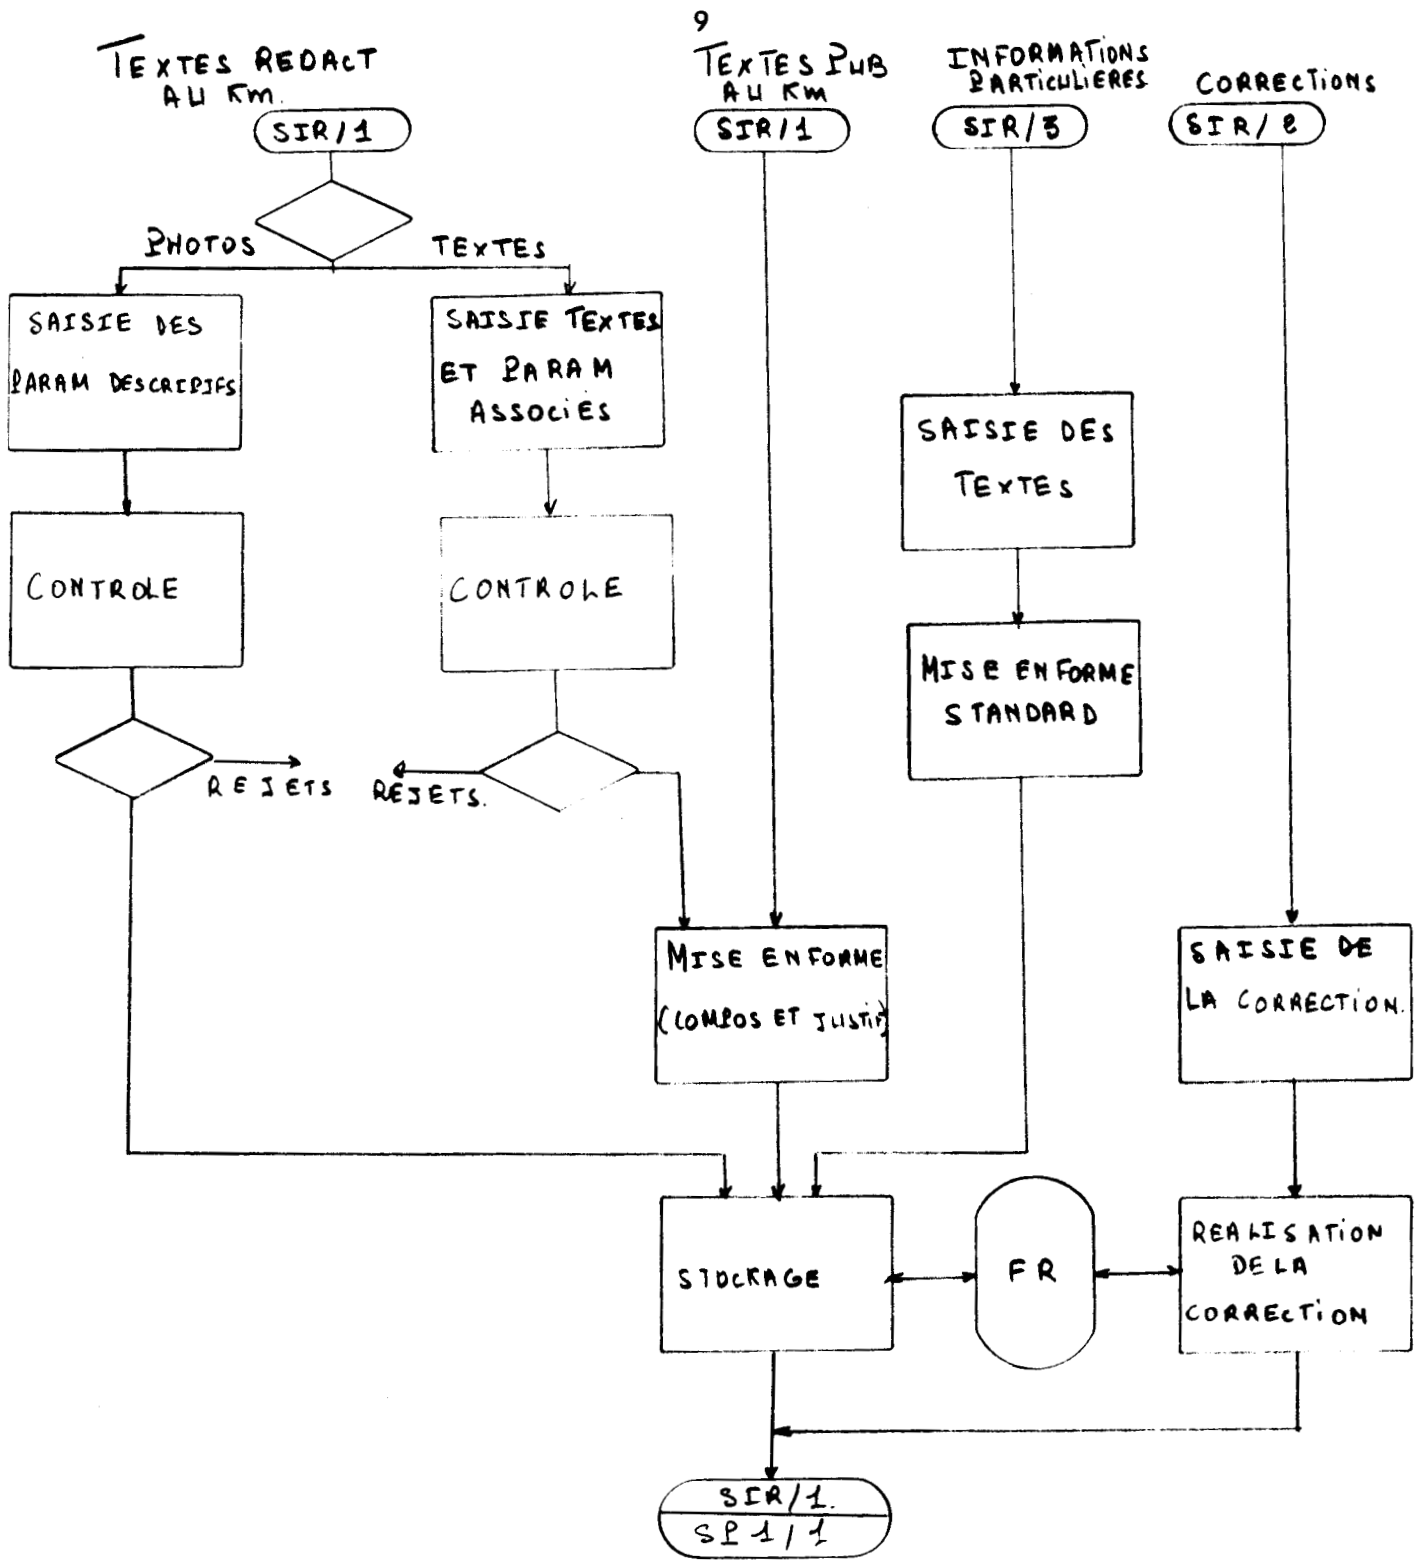 9
TEXTES REDACT
AU Km.
SIR/1
TEXTES PUB
AU Km
SIR/1
INFORMATIONS
PARTICULIERES
SIR/3
CORRECTIONS
SIR/2
PHOTOS
TEXTES
SAISIE DES
PARAM DESCRIPIFS
SAISIE TEXTES
ET PARAM
ASSOCIÉS
SAISIE DES
TEXTES
CONTROLE
CONTROLE
MISE EN FORME
STANDARD
REJETS
REJETS.
MISE EN FORME
(COMPOS ET JUSTIF)
SAISIE DE
LA CORRECTION.
STOCKAGE
FR
REALISATION
DE LA
CORRECTION
SIR/1.
SP1/1